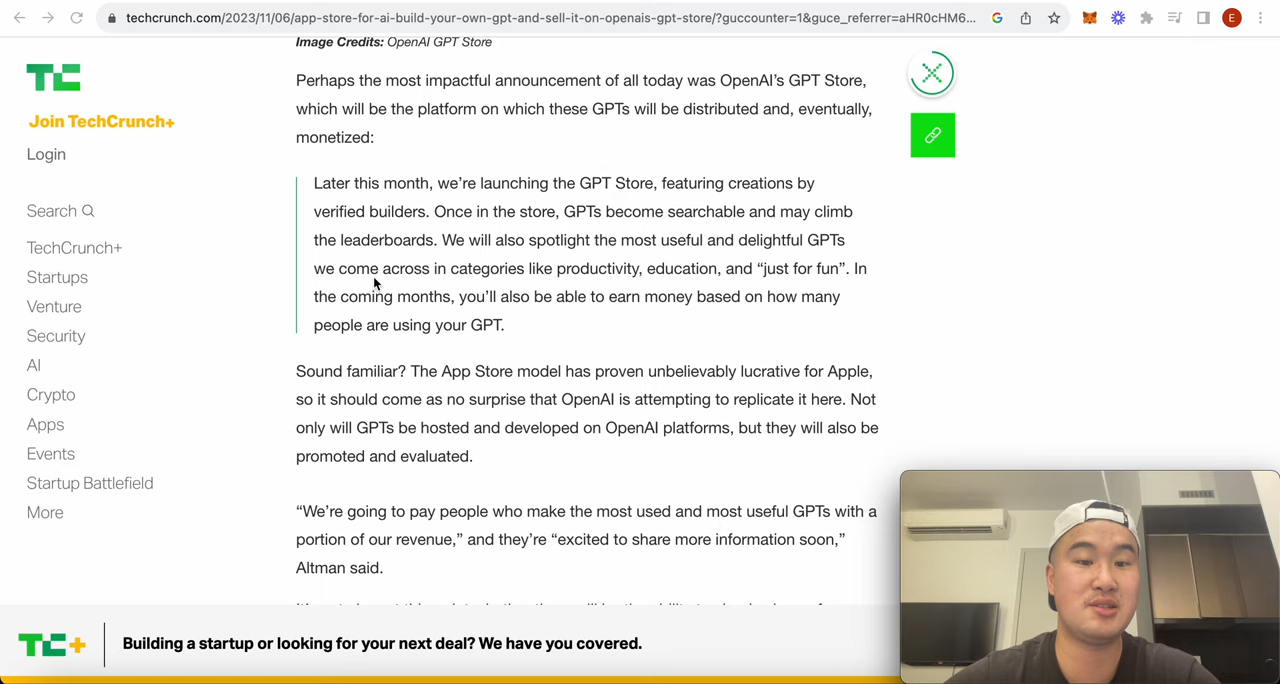 techcrunch.com/2023/11/06/app-store-for-ai-build-your-own-gpt-and-sell-it-on-openais-gpt-store/?guccounter=1&guce_referrer=aHR0cHM6...
E
Image Credits: OpenAI GPT Store
TC
Join TechCrunch+
Login
Search
TechCrunch+
Startups
Venture
Security
AI
Crypto
Apps
Events
Startup Battlefield
More
Perhaps the most impactful announcement of all today was OpenAI’s GPT Store,
which will be the platform on which these GPTs will be distributed and, eventually,
monetized:
Later this month, we’re launching the GPT Store, featuring creations by
verified builders. Once in the store, GPTs become searchable and may climb
the leaderboards. We will also spotlight the most useful and delightful GPTs
we come across in categories like productivity, education, and “just for fun”. In
the coming months, you’ll also be able to earn money based on how many
people are using your GPT.
Sound familiar? The App Store model has proven unbelievably lucrative for Apple,
so it should come as no surprise that OpenAI is attempting to replicate it here. Not
only will GPTs be hosted and developed on OpenAI platforms, but they will also be
promoted and evaluated.
“We’re going to pay people who make the most used and most useful GPTs with a
portion of our revenue,” and they’re “excited to share more information soon,”
Altman said.
TC+
Building a startup or looking for your next deal? We have you covered.